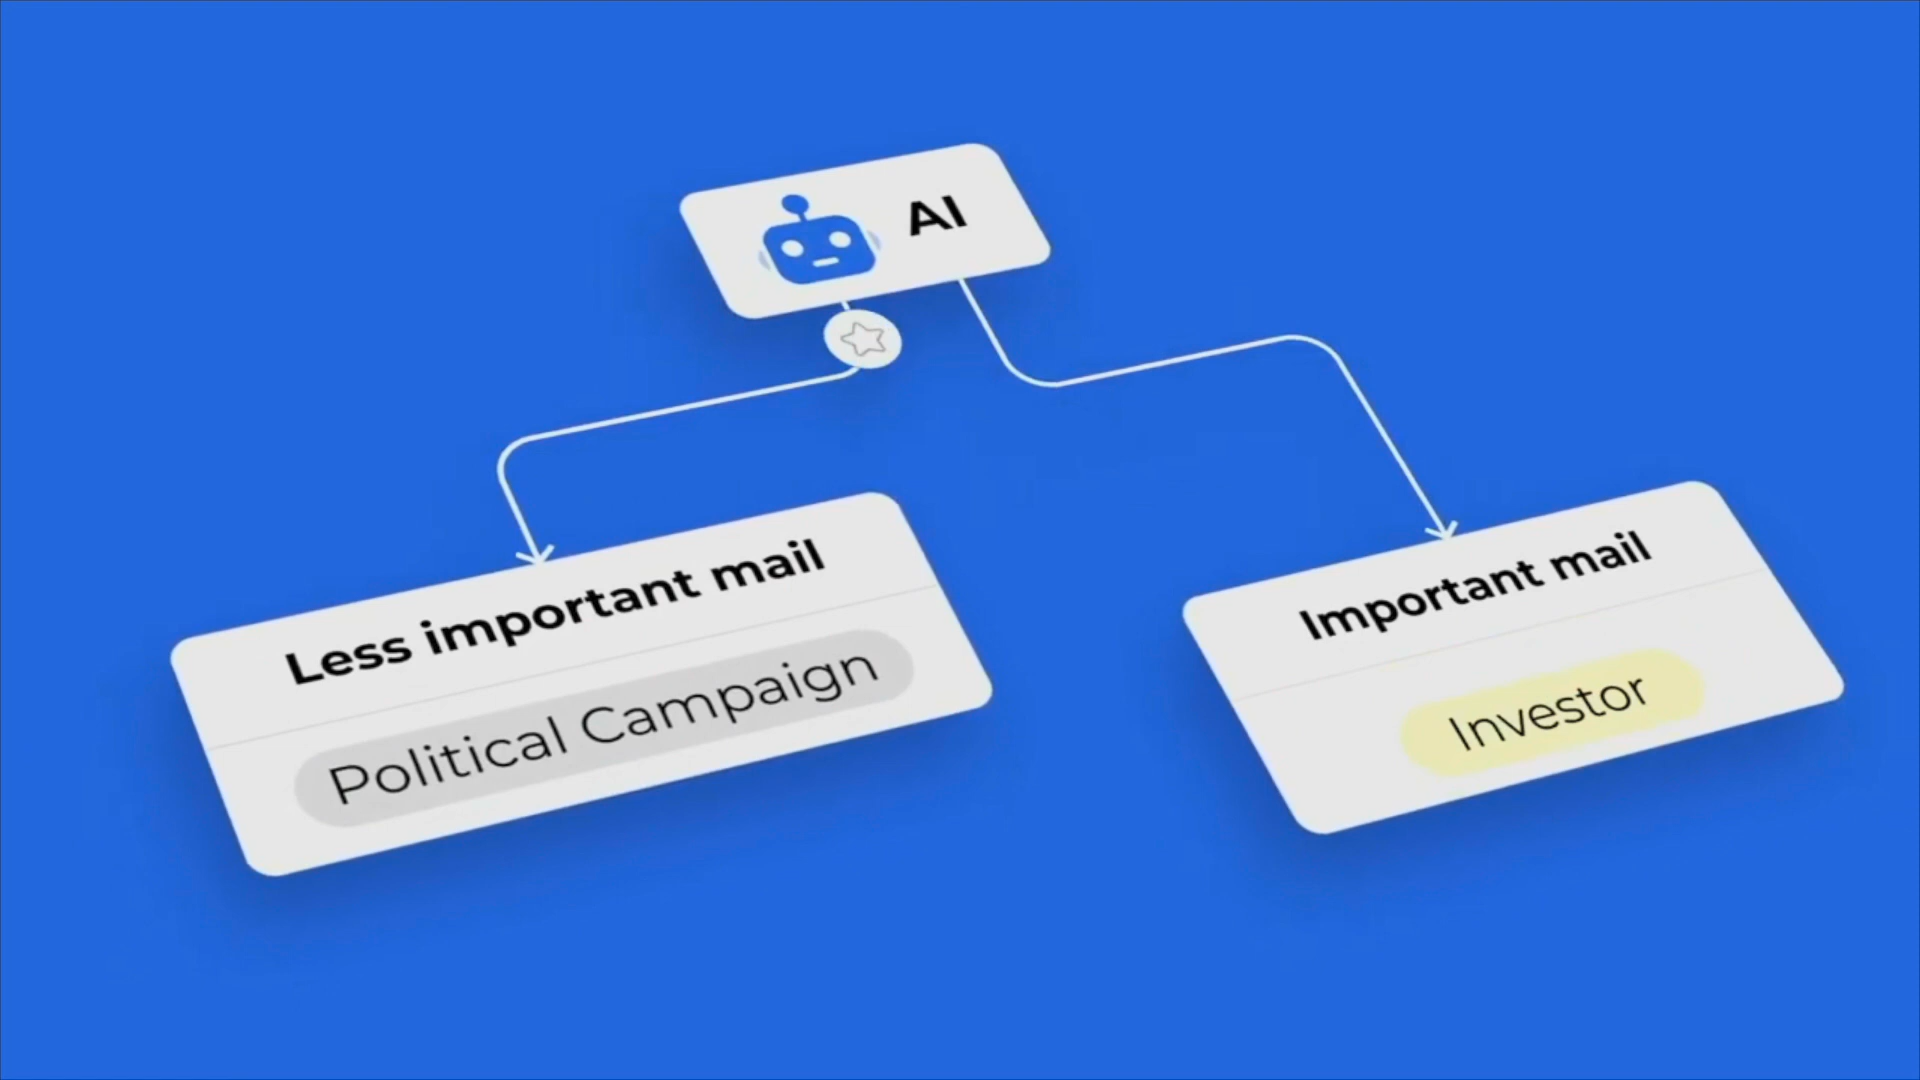 AI
Less important mail
Political Campaign
Important mail
Investor